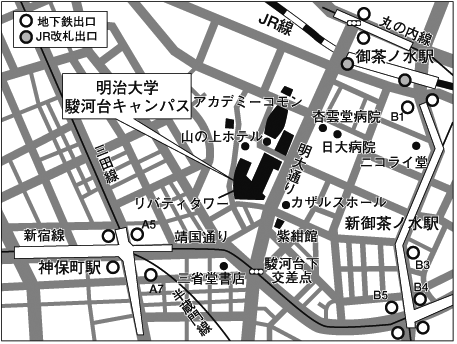 地下鉄出口
JR改札出口
JR線
丸の内線
御茶ノ水駅
明治大学
駿河台キャンパス
アカデミーコモン
杏雲堂病院
B1
山の上ホテル
日大病院
ニコライ堂
明大通り
三田線
リバティタワー
カザルスホール
新御茶ノ水駅
紫紺館
新宿線
A5
靖国通り
神保町駅
A7
三省堂書店
駿河台下
交差点
半蔵門線
B3
B4
B5